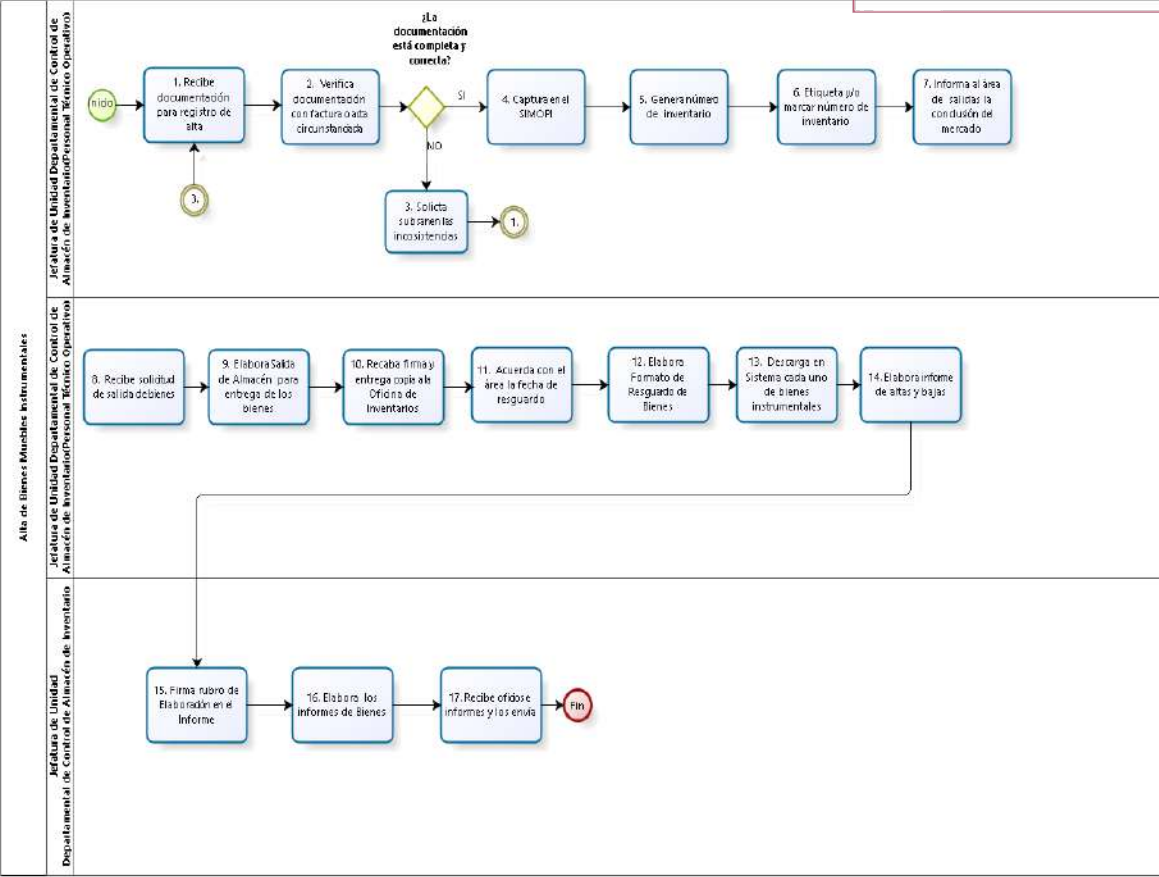 Alta de Bienes Muebles Instrumentales
Jefatura de Unidad Departamental de Control de
Almacén de Inventario(Personal Técnico Operativo)
¿La
documentación
está completa y
correcta?
Inicio
1. Recibe
documentación
para registro de
alta
2. Verifica
documentación
con factura o acta
circunstanciada
SI
NO
4. Captura en el
SIMOPI
5. Genera número
de inventario
6. Etiqueta y/o
marcar número de
inventario
7. Informa al área
de salidas la
conclusión del
mercado
3.
3. Solicita
subsanen las
incosistencias
1.
Jefatura de Unidad Departamental de Control de
Almacén de Inventario(Personal Técnico Operativo)
8. Recibe solicitud
de salida de bienes
9. Elabora Salida
de Almacén para
entrega de los
bienes
10. Recaba firma y
entrega copia a la
Oficina de
Inventarios
11. Acuerda con el
área la fecha de
resguardo
12. Elabora
Formato de
Resguardo de
Bienes
13. Descarga en
Sistema cada uno
de bienes
instrumentales
14. Elabora informe
de altas y bajas
Jefatura de Unidad
Departamental de Control de Almacén de Inventario
15. Firma rubro de
Elaboración en el
Informe
16. Elabora los
informes de Bienes
17. Recibe oficios e
informes y los envía
Fin